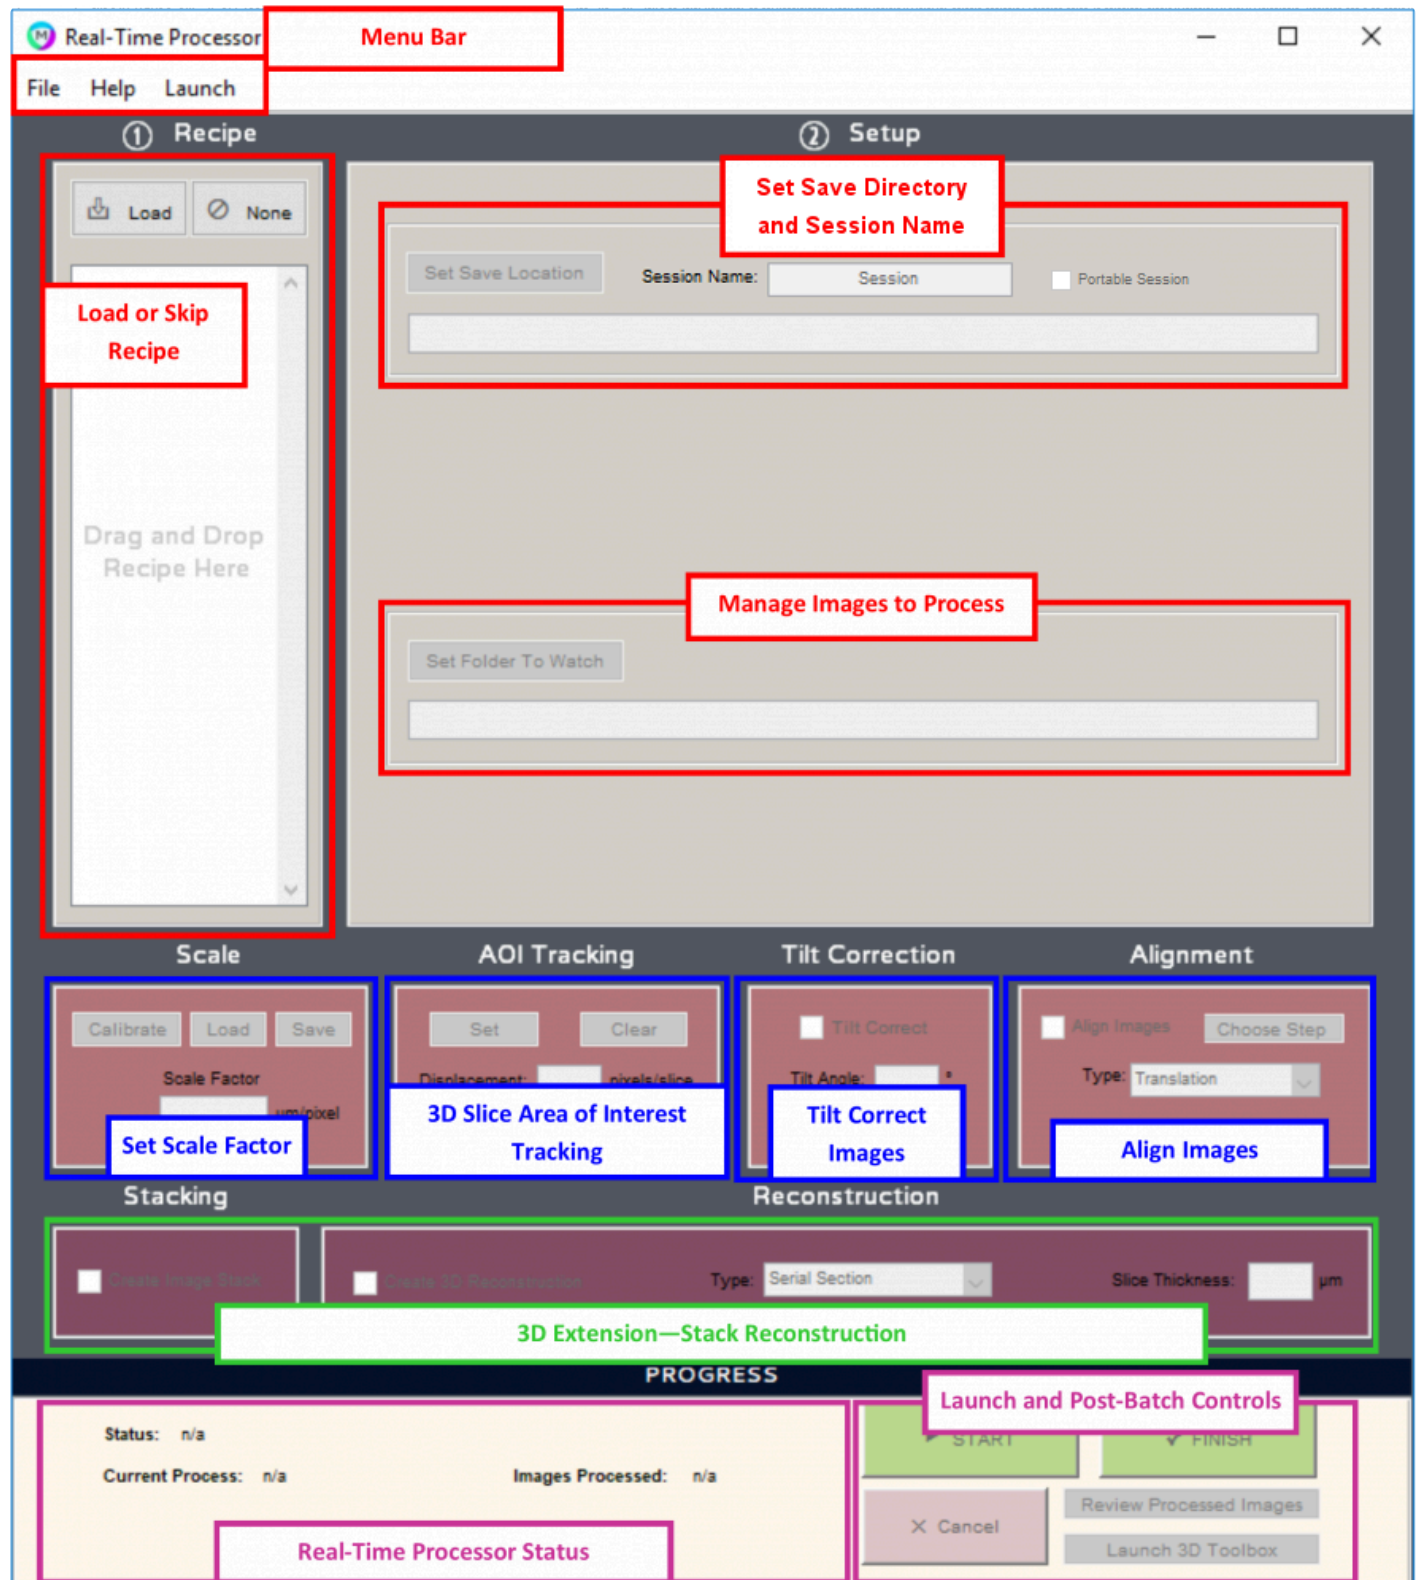 Real-Time Processor
Menu Bar
File Help Launch
① Recipe
② Setup
Load
None
Load or Skip
Recipe
Drag and Drop
Recipe Here
Set Save Directory
and Session Name
Set Save Location
Session Name:
Session
Portable Session
Manage Images to Process
Set Folder To Watch
Scale
AOI Tracking
Tilt Correction
Alignment
Calibrate
Load
Save
Scale Factor
um/pixel
Set Scale Factor
Set
Clear
Displacement:
pixels/slice
3D Slice Area of Interest
Tracking
Tilt Correct
Tilt Angle:
°
Tilt Correct
Images
Align Images
Choose Step
Type: Translation
Align Images
Stacking
Reconstruction
Create Image Stack
Create 3D Reconstruction
Type: Serial Section
Slice Thickness:
µm
3D Extension—Stack Reconstruction
PROGRESS
Status: n/a
Current Process: n/a
Images Processed: n/a
Real-Time Processor Status
Launch and Post-Batch Controls
START
FINISH
Cancel
Review Processed Images
Launch 3D Toolbox